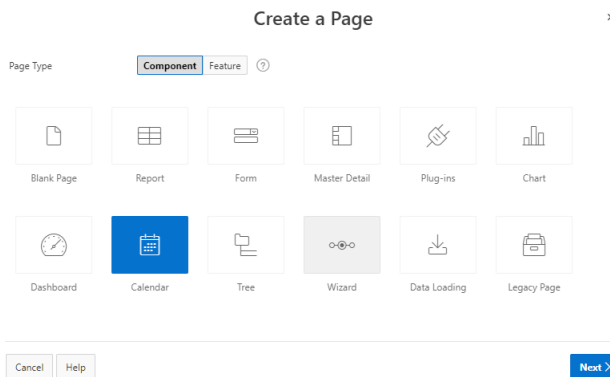 Create a Page
Page Type
Component
Feature
?
Blank Page
Report
Form
Master Detail
Plug-ins
Chart
Dashboard
Calendar
Tree
Wizard
Data Loading
Legacy Page
Cancel
Help
Next